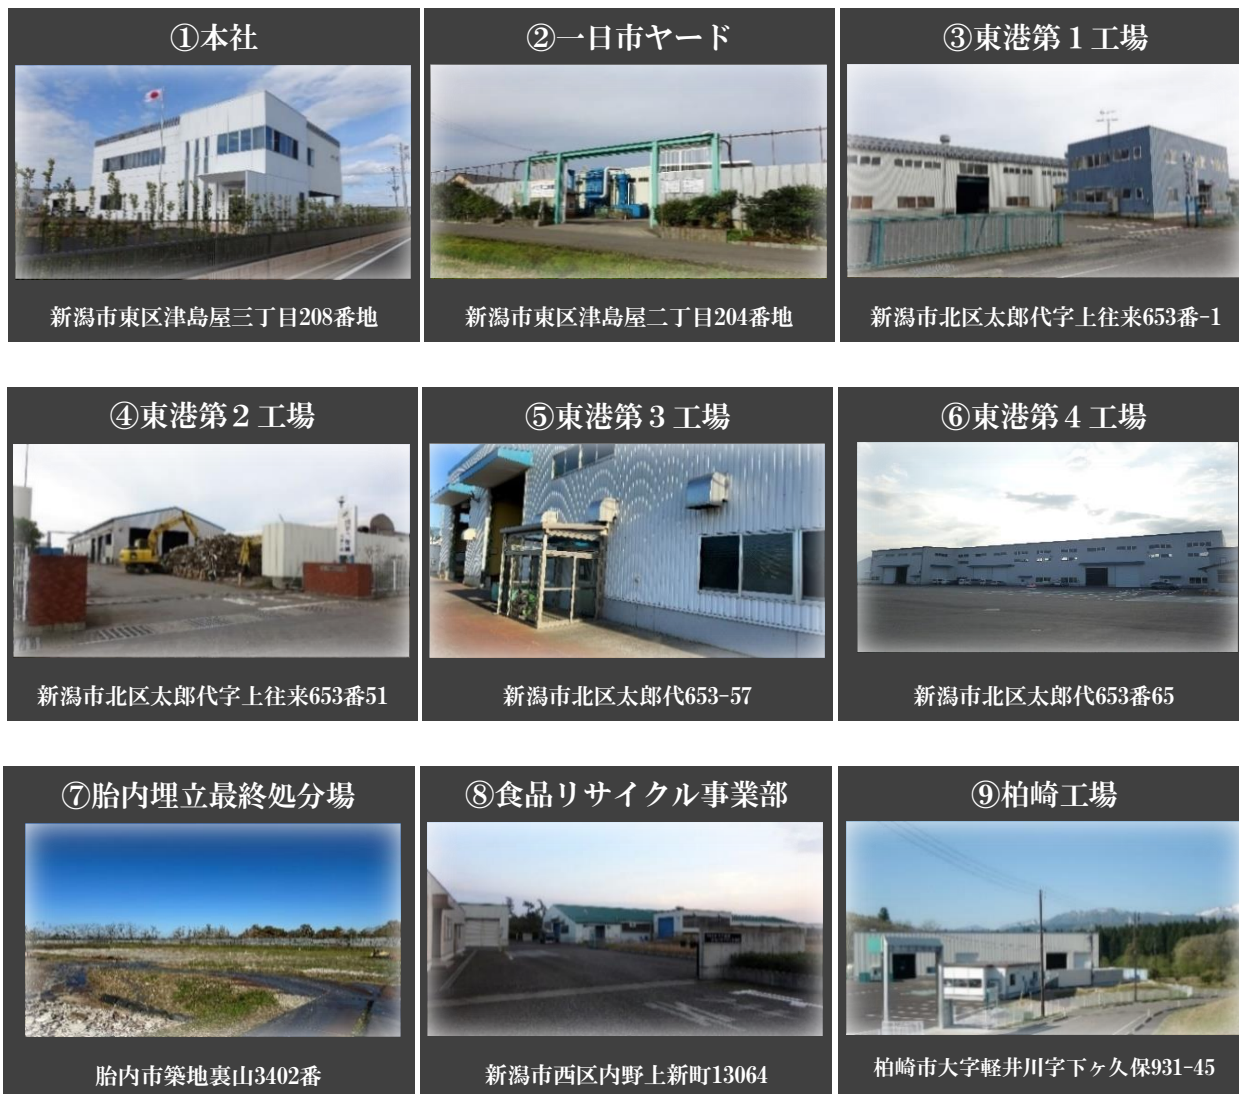 ①本社
②一日市ヤード
③東港第１工場
新潟市東区津島屋三丁目208番地
新潟市東区津島屋二丁目204番地
新潟市北区太郎代字上往来653番-1
④東港第２工場
⑤東港第３工場
⑥東港第４工場
新潟市北区太郎代字上往来653番51
新潟市北区太郎代653-57
新潟市北区太郎代653番65
⑦胎内埋立最終処分場
⑧食品リサイクル事業部
⑨柏崎工場
胎内市築地裏山3402番
新潟市西区内野上新町13064
柏崎市大字軽井川字下ヶ久保931-45